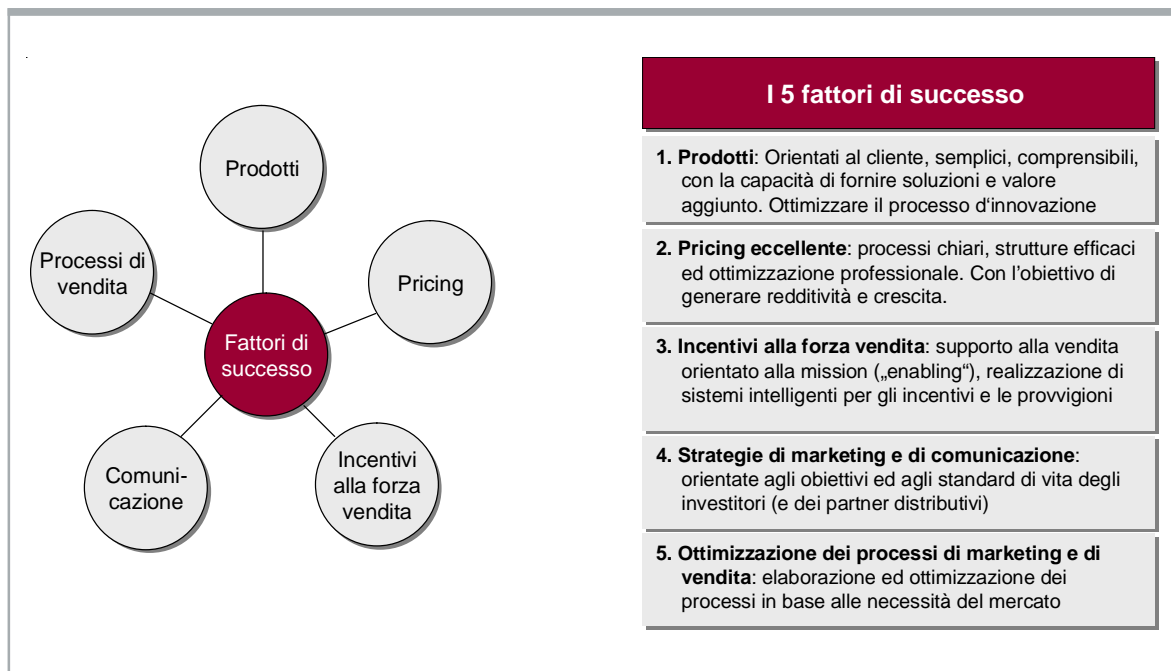 Prodotti
Processi di
vendita
Pricing
Fattori di
successo
Comuni-
cazione
Incentivi
alla forza
vendita
I 5 fattori di successo
1. Prodotti: Orientati al cliente, semplici, comprensibili,
con la capacità di fornire soluzioni e valore
aggiunto. Ottimizzare il processo d‘innovazione
2. Pricing eccellente: processi chiari, strutture efficaci
ed ottimizzazione professionale. Con l’obiettivo di
generare redditività e crescita.
3. Incentivi alla forza vendita: supporto alla vendita
orientato alla mission („enabling“), realizzazione di
sistemi intelligenti per gli incentivi e le provvigioni
4. Strategie di marketing e di comunicazione:
orientate agli obiettivi ed agli standard di vita degli
investitori (e dei partner distributivi)
5. Ottimizzazione dei processi di marketing e di
vendita: elaborazione ed ottimizzazione dei
processi in base alle necessità del mercato